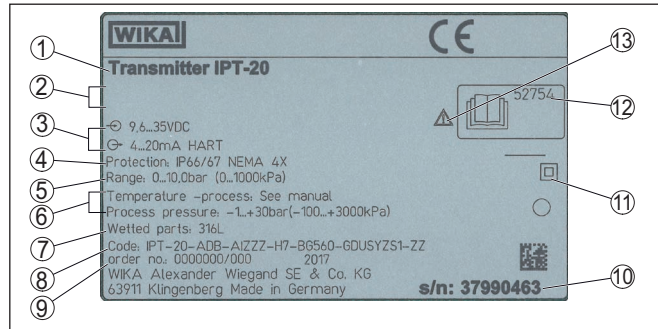 WIKA CE
Transmitter IPT-20
52754
9,6...35VDC
4...20mA HART
Protection: IP66/67 NEMA 4X
Range: 0...10,0bar (0...1000kPa)
Temperature -process: See manual
Process pressure: -1...+30bar(-100...+3000kPa)
Wetted parts: 316L
Code: IPT-20-ADB-AIZZZ-H7-BG560-GDUSYZS1-ZZ
order no.: 0000000/000 2017
WIKA Alexander Wiegand SE & Co. KG
63911 Klingenberg Made in Germany
s/n: 37990463
1
2
3
4
5
6
7
8
9
10
11
12
13